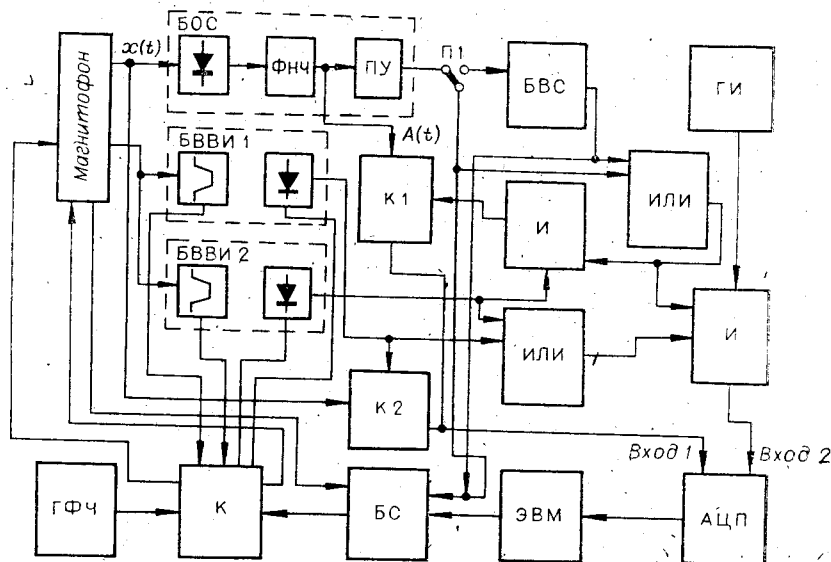 БОС
x(t)
Магнитофон
ФНЧ
ПУ
П1
БВС
ГИ
A(t)
БВВИ 1
К1
И
ИЛИ
БВВИ 2
ИЛИ
И
К2
Вход 1
Вход 2
ГФЧ
К
БС
ЭВМ
АЦП